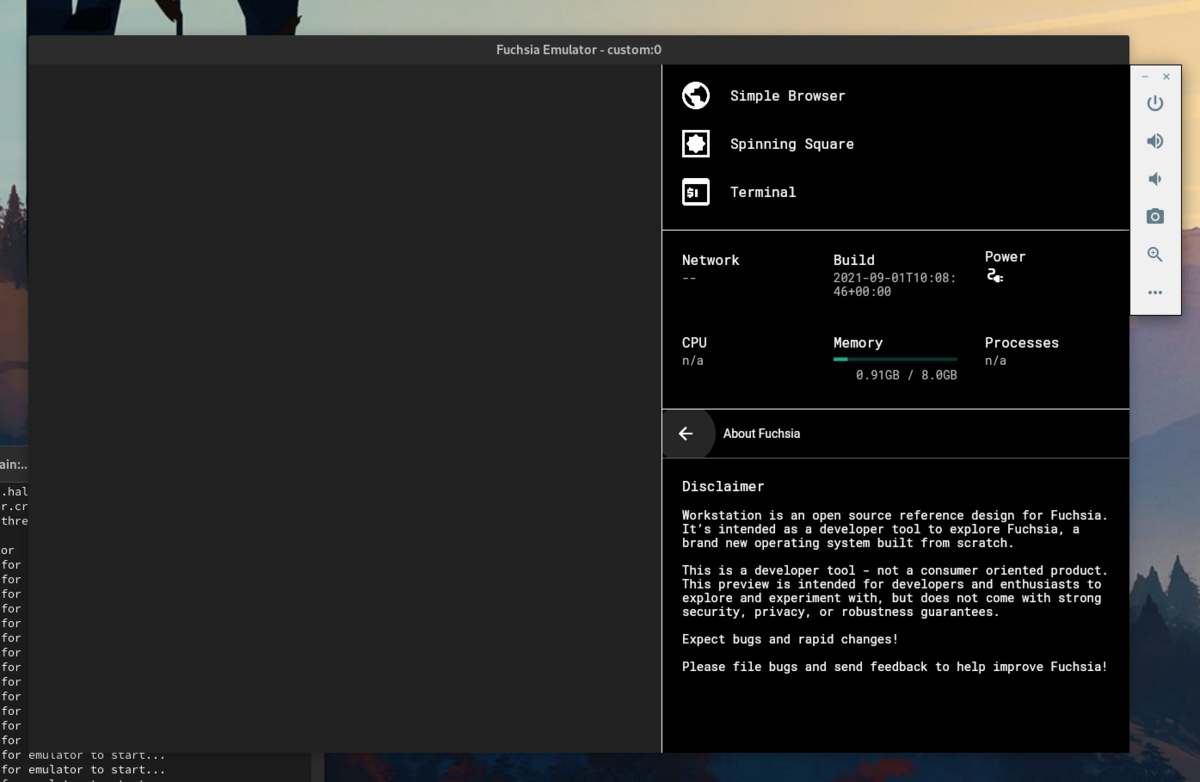 Fuchsia Emulator - custom:0
Simple Browser
Spinning Square
$
Terminal
Network
--
Build
2021-09-01T10:08:
46+00:00
Power
CPU
n/a
Memory
0.91GB / 8.0GB
Processes
n/a
About Fuchsia
Disclaimer
Workstation is an open source reference design for Fuchsia.
It's intended as a developer tool to explore Fuchsia, a
brand new operating system built from scratch.
This is a developer tool - not a consumer oriented product.
This preview is intended for developers and enthusiasts to
explore and experiment with, but does not come with strong
security, privacy, or robustness guarantees.
Expect bugs and rapid changes!
Please file bugs and send feedback to help improve Fuchsia!
ain:..
.hal
r.cr
thre
or
for
for
for
for
for
for
for
for
for
for
for
for
for
for emulator to start...
for emulator to start...